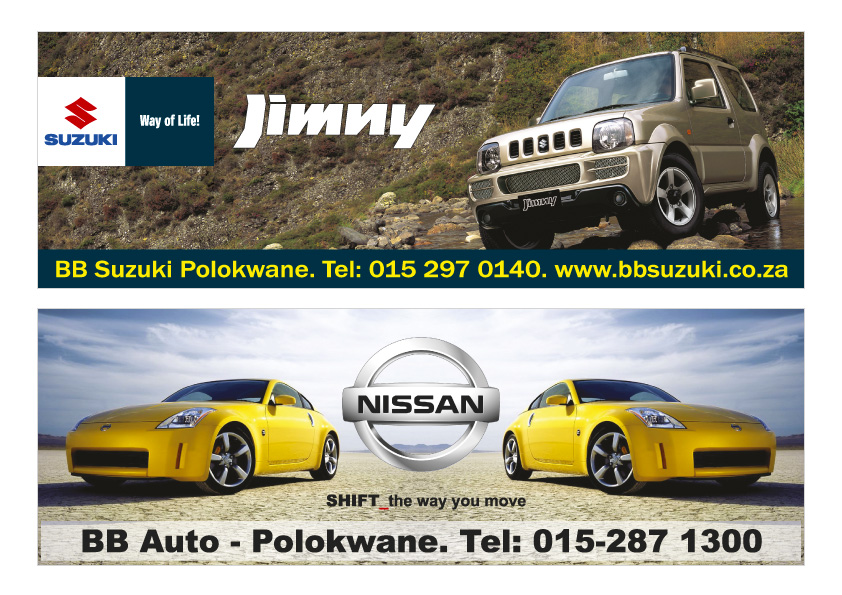 Jimny
SUZUKI
Way of Life!
Jimny
BB Suzuki Polokwane. Tel: 015 297 0140. www.bbsuzuki.co.za
NISSAN
SHIFT_the way you move
BB Auto - Polokwane. Tel: 015-287 1300